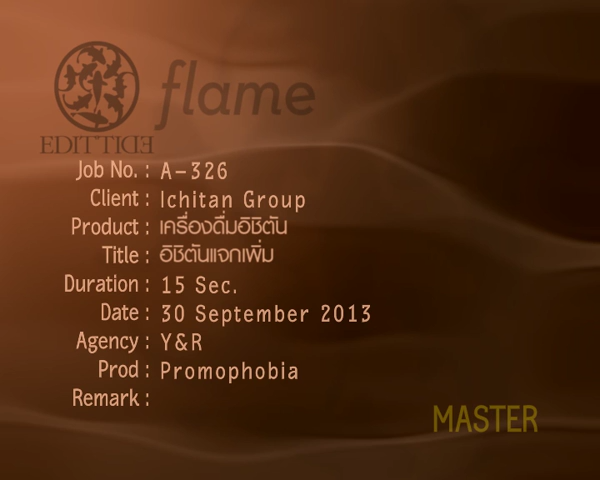 flame
EDITTIDE
Job No. : A-326
Client : Ichitan Group
Product : เครื่องดื่มอิชิตัน
Title : อิชิตันแจกเพิ่ม
Duration : 15 Sec.
Date : 30 September 2013
Agency : Y&R
Prod : Promophobia
Remark :
MASTER